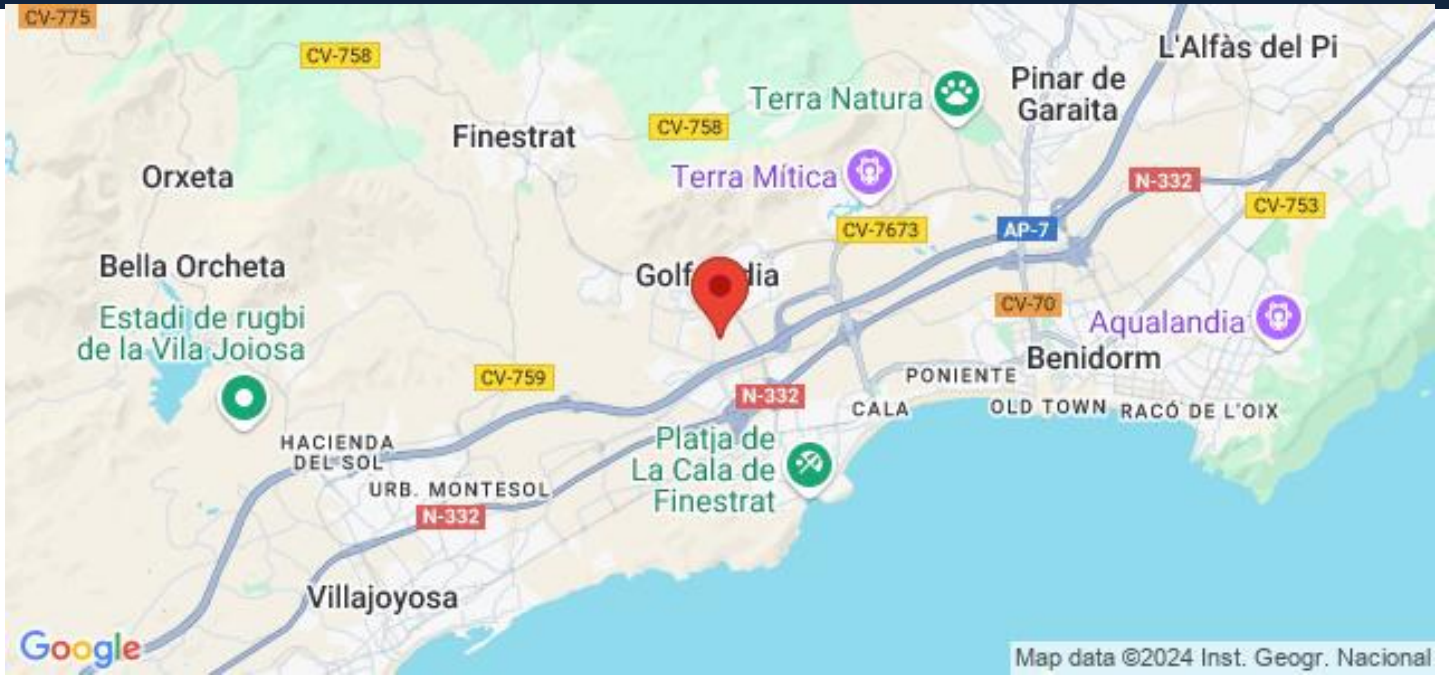 CV-775
CV-758
L'Alfàs del Pi
Pinar de
Garaita
Terra Natura
Finestrat
CV-758
Orxeta
Terra Mítica
N-332
CV-753
CV-7673
AP-7
Bella Orcheta
Estadi de rugbi
de la Vila Joiosa
CV-70
Aqualandia
Benidorm
CV-759
PONIENTE
N-332
CALA
OLD TOWN
RACÓ DE L'OIX
HACIENDA
DEL SOL
Platja de
La Cala de
Finestrat
URB. MONTESOL
N-332
Villajoyosa
Google
Map data ©2024 Inst. Geogr. Nacional